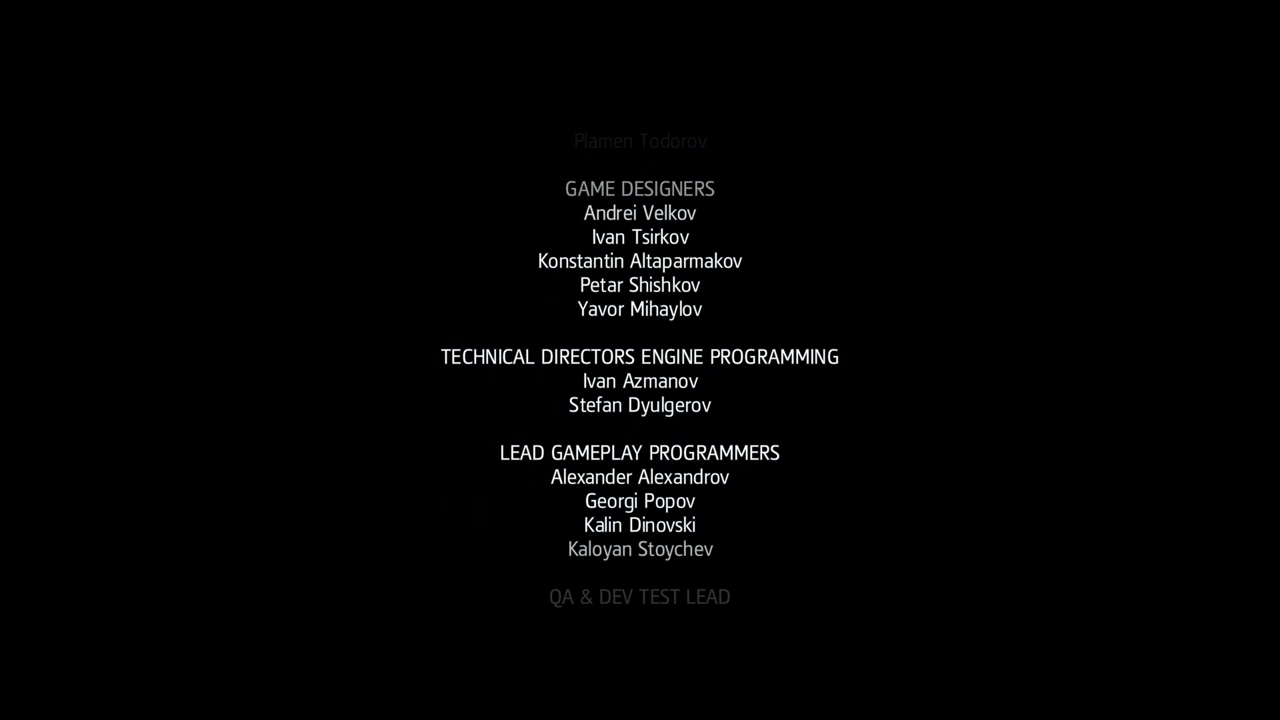 Plamen Todorov
GAME DESIGNERS
Andrei Velkov
Ivan Tsirkov
Konstantin Altaparmakov
Petar Shishkov
Yavor Mihaylov
TECHNICAL DIRECTORS ENGINE PROGRAMMING
Ivan Azmanov
Stefan Dyulgerov
LEAD GAMEPLAY PROGRAMMERS
Alexander Alexandrov
Georgi Popov
Kalin Dinovski
Kaloyan Stoychev
QA & DEV TEST LEAD